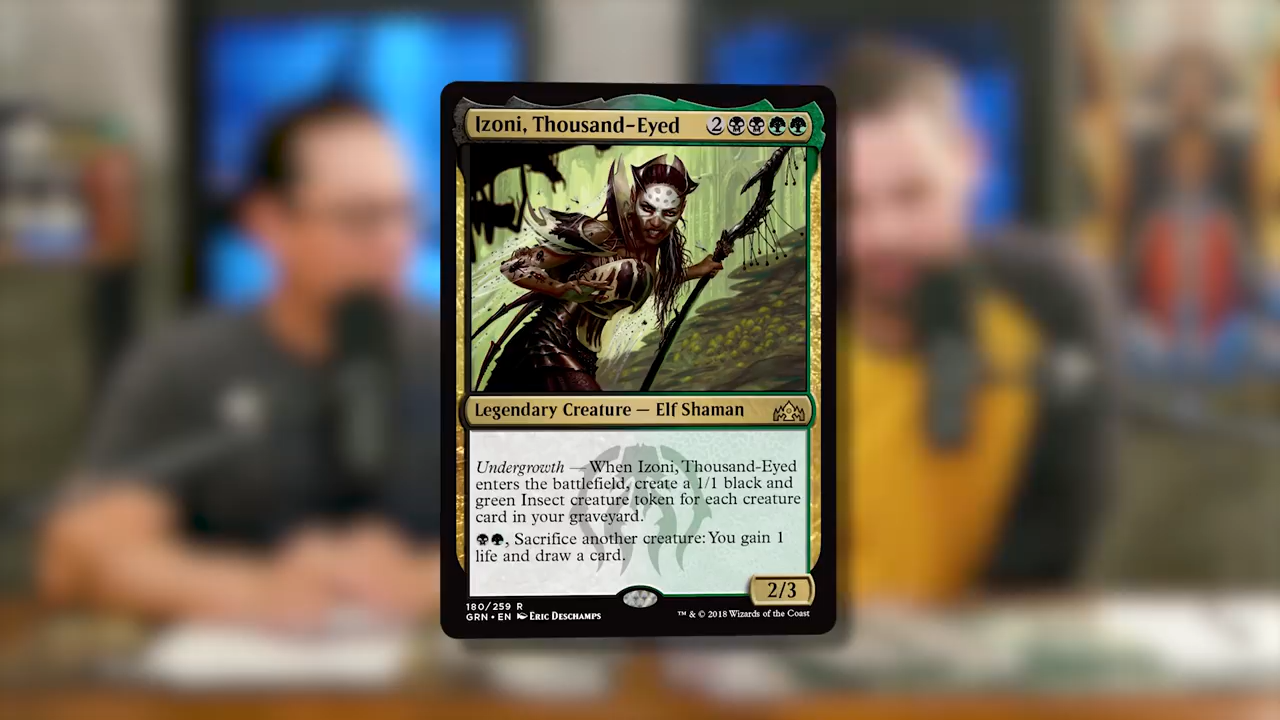 Izoni, Thousand-Eyed 2
Legendary Creature — Elf Shaman
Undergrowth — When Izoni, Thousand-Eyed
enters the battlefield, create a 1/1 black and
green Insect creature token for each creature
card in your graveyard.
, Sacrifice another creature: You gain 1
life and draw a card.
2/3
180/259 R
GRN • EN Eric Deschamps
™ & © 2018 Wizards of the Coast